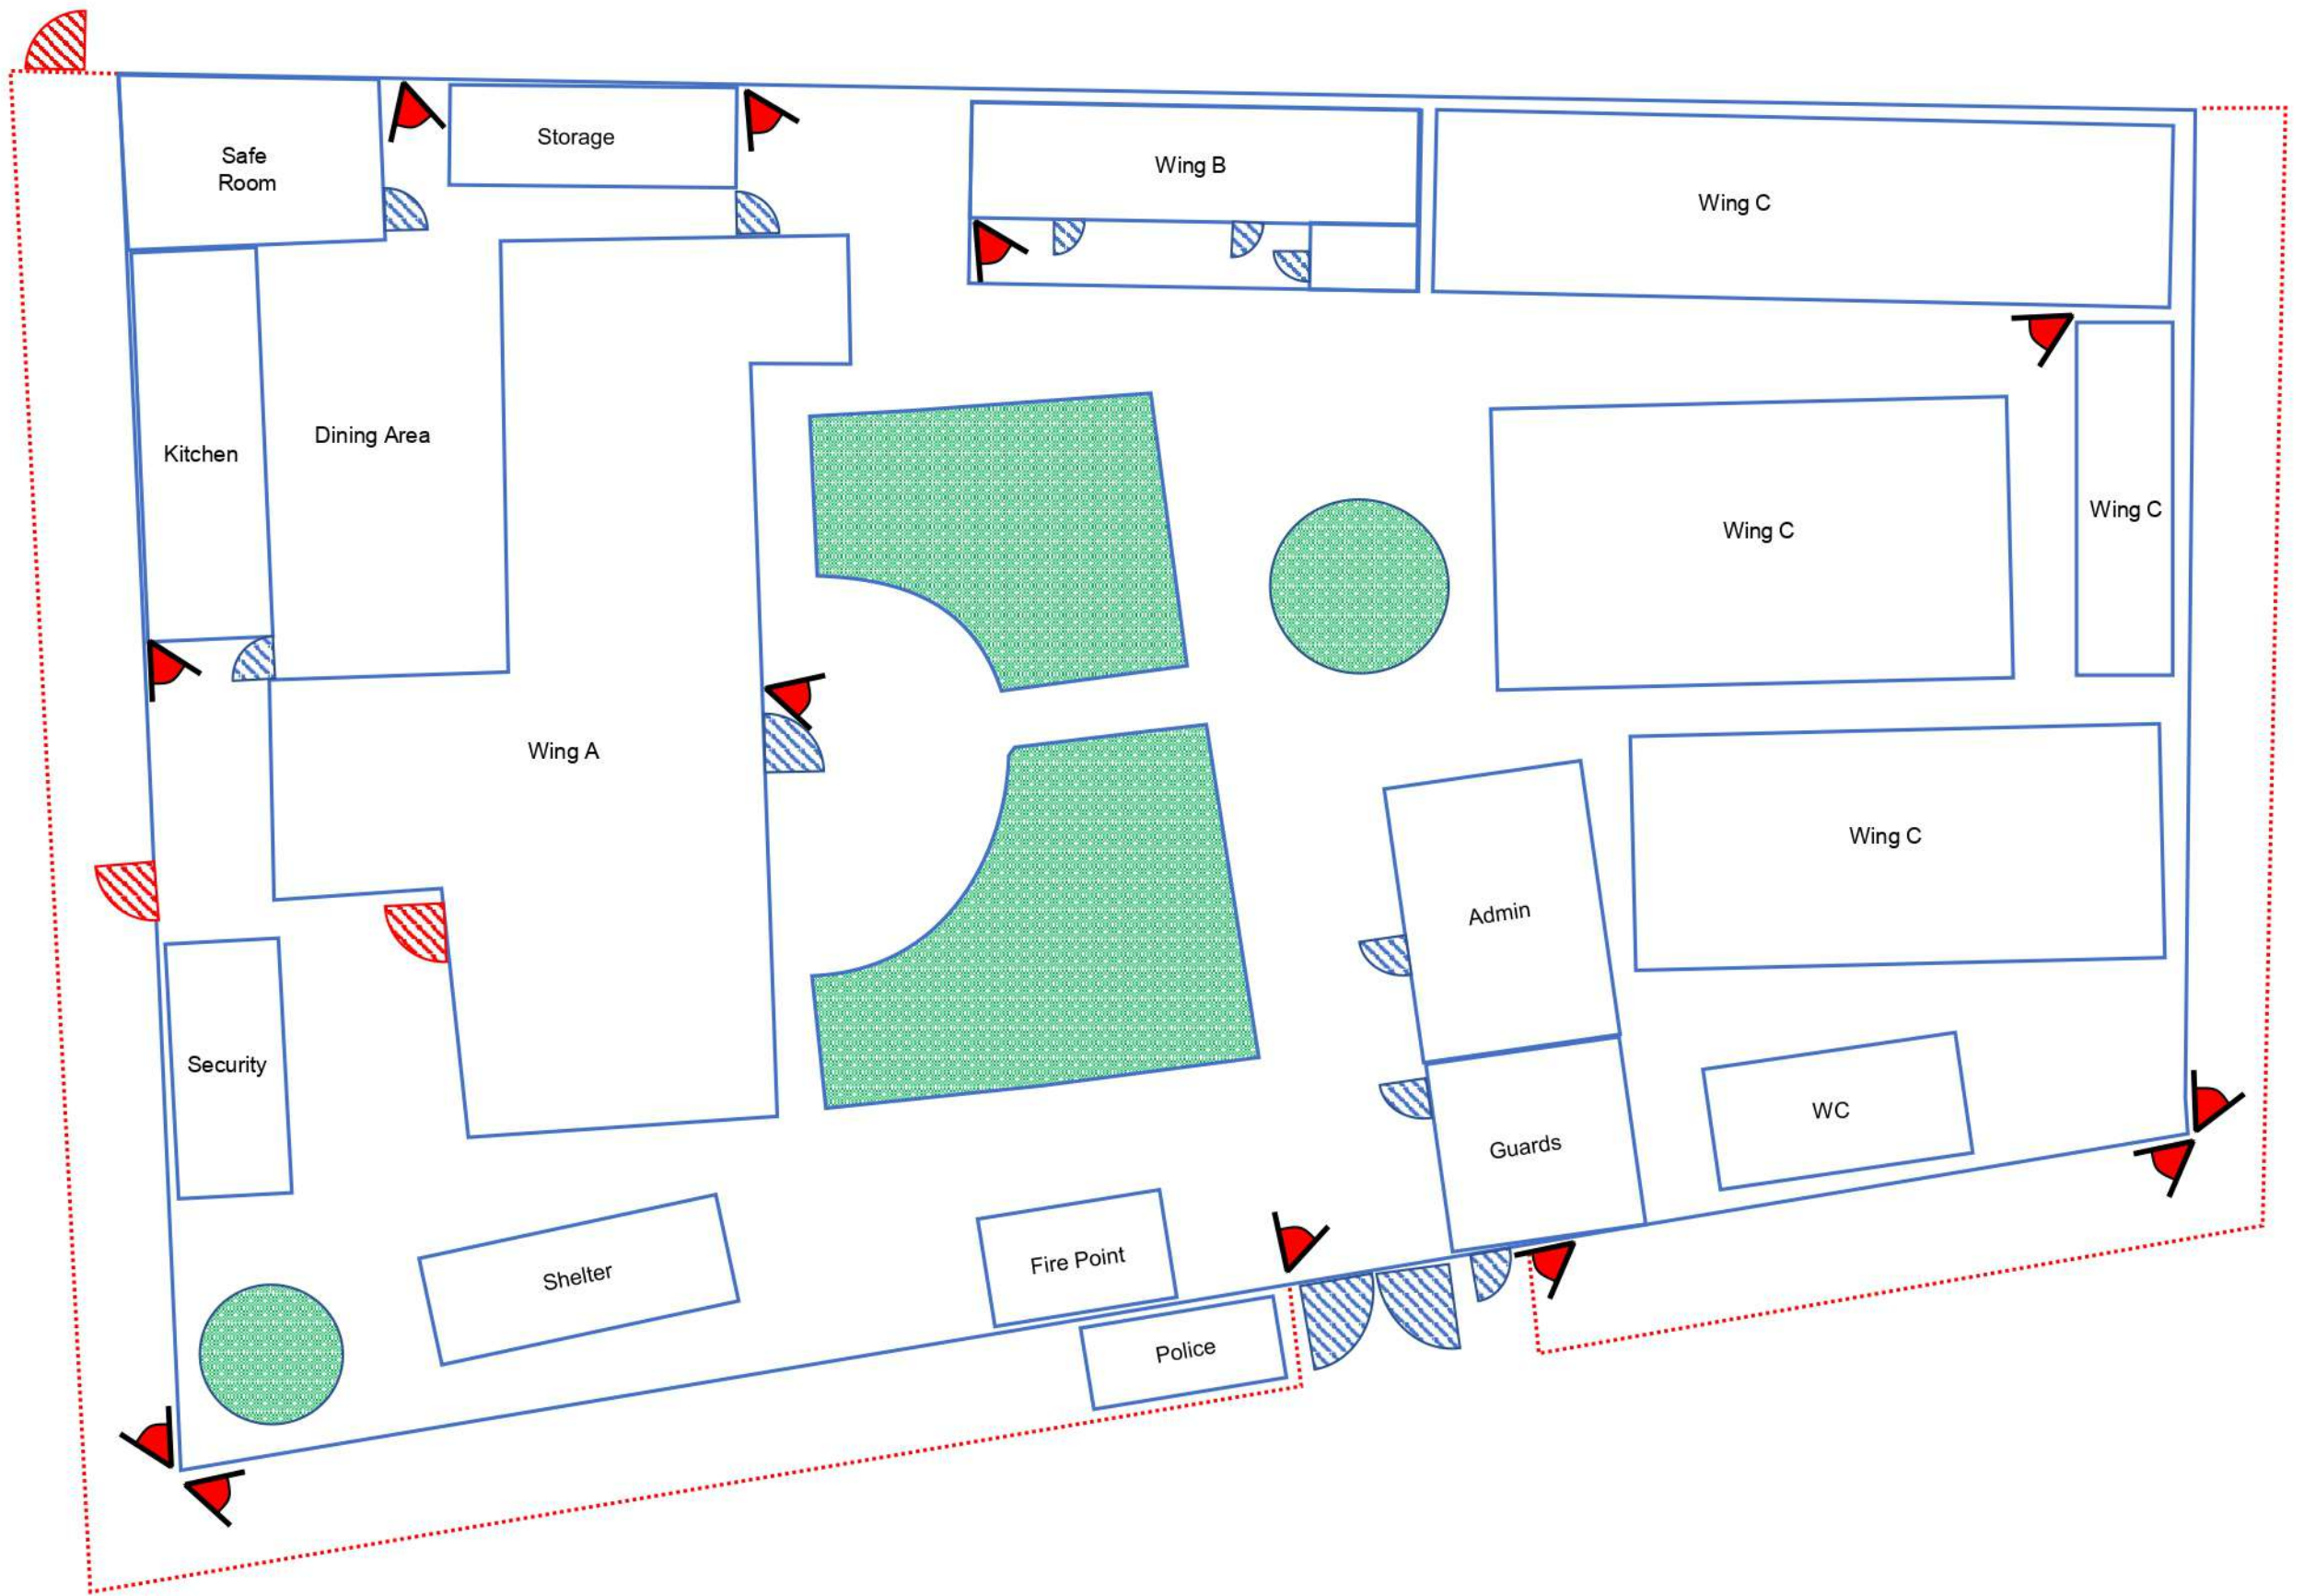 Safe
Room
Storage
Wing B
Wing C
Kitchen
Dining Area
Wing C
Wing C
Wing A
Wing C
Admin
Security
WC
Guards
Shelter
Fire Point
Police